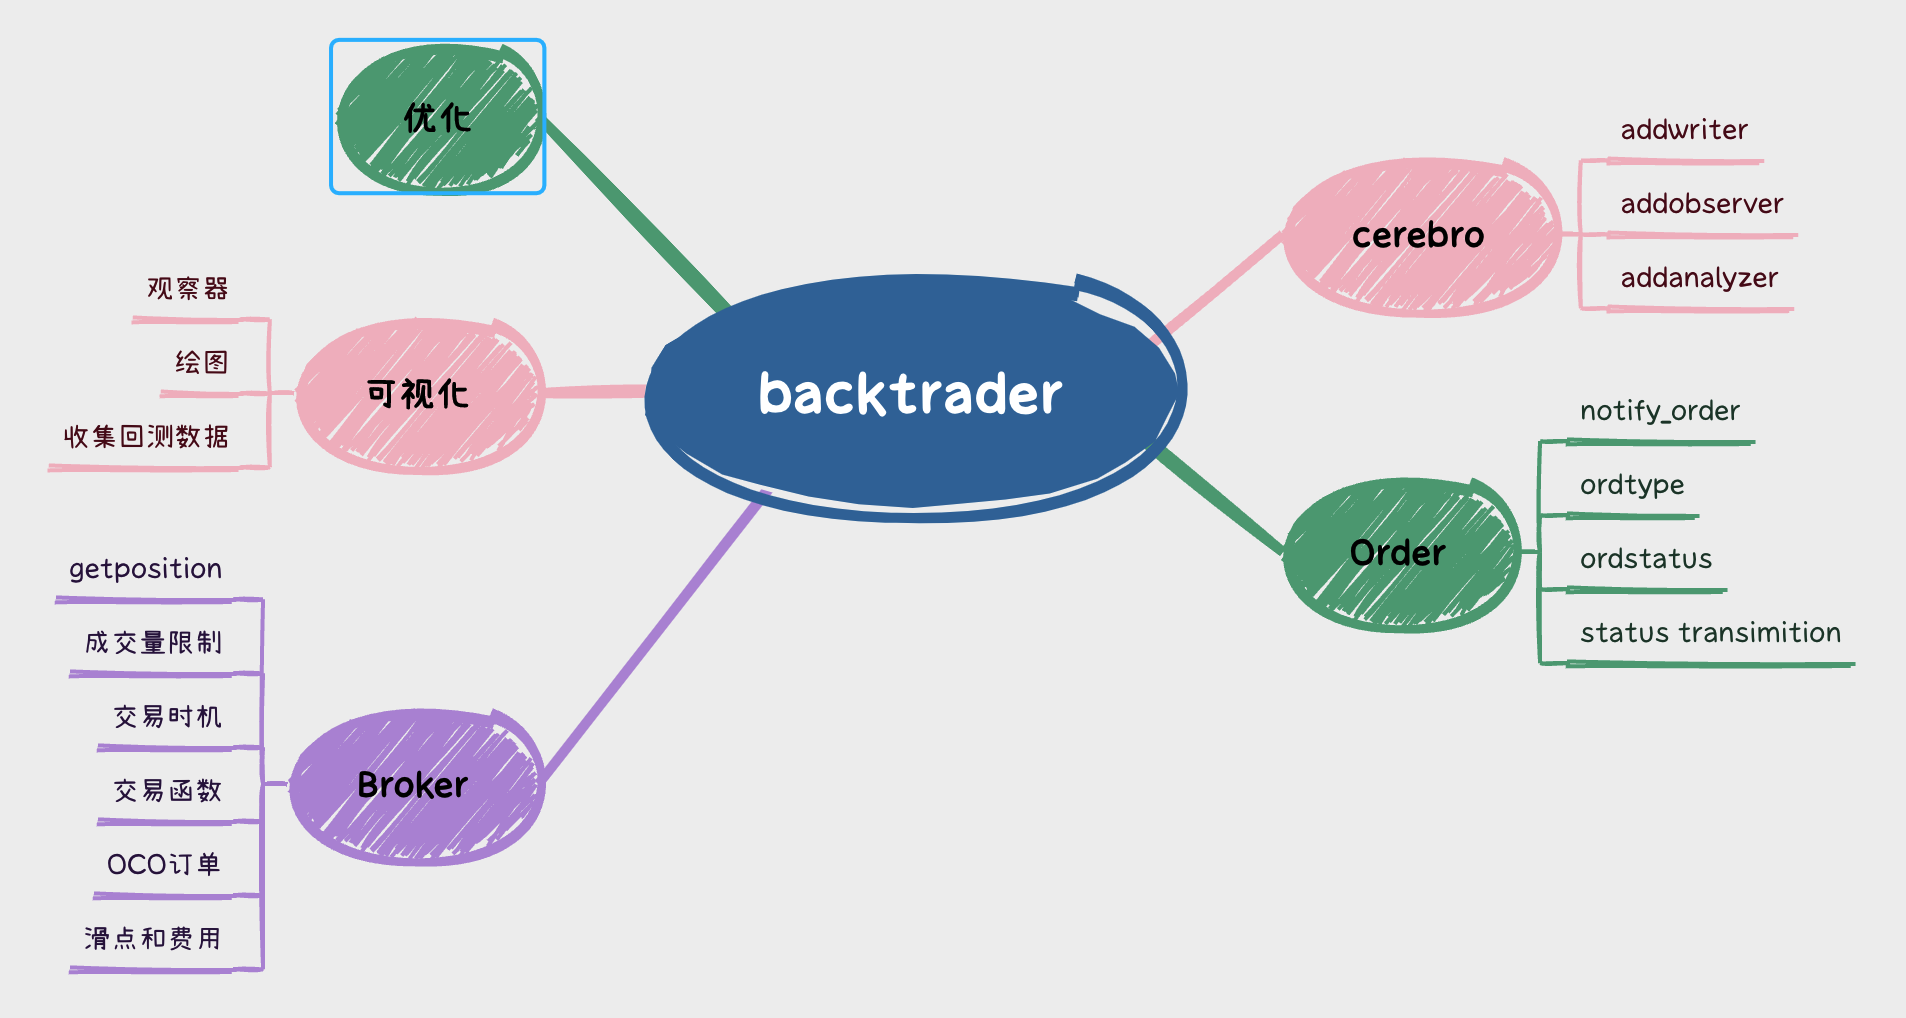 backtrader
cerebro
addwriter
addobserver
addanalyzer
Order
notify_order
ordtype
ordstatus
status transimition
优化
可视化
观察器
绘图
收集回测数据
Broker
getposition
成交量限制
交易时机
交易函数
OCO订单
滑点和费用